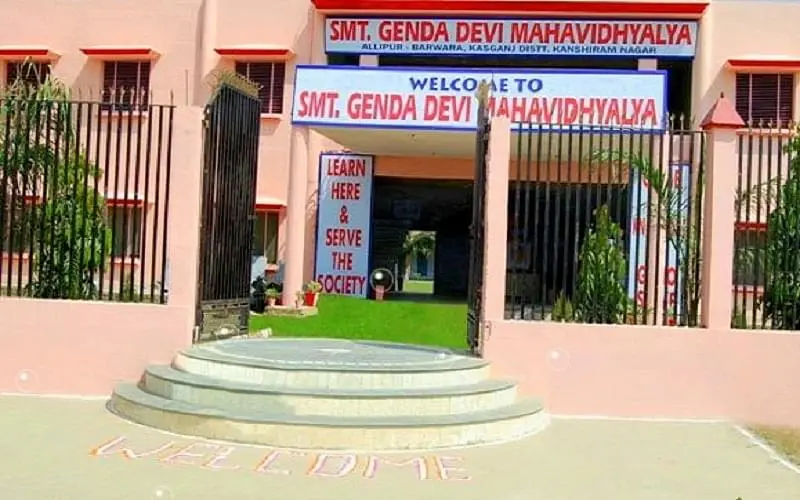 SMT. GENDA DEVI MAHAVIDHYALYA
ALLIPUR - BARWARA, KASGANJ DISTT. KANSHIRAM NAGAR
WELCOME TO
SMT. GENDA DEVI MAHAVIDHYALYA
LEARN
HERE
&
SERVE
THE
SOCIETY
WELCOME